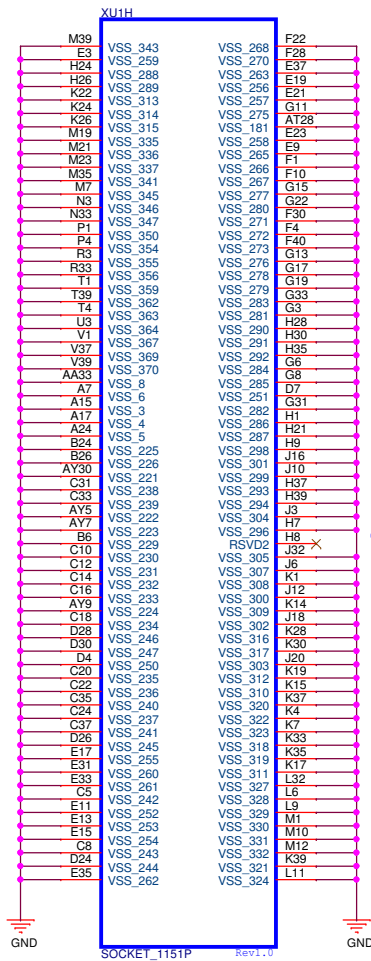 XU1H
M39 VSS_343 VSS_268 F22
E3 VSS_259 VSS_270 F28
H24 VSS_288 VSS_263 E37
H26 VSS_289 VSS_256 E19
K22 VSS_313 VSS_257 E21
K24 VSS_314 VSS_275 G11
K26 VSS_315 VSS_181 AT28
M19 VSS_335 VSS_258 E23
M21 VSS_336 VSS_265 E9
M23 VSS_337 VSS_266 F1
M35 VSS_341 VSS_267 F10
M7 VSS_345 VSS_277 G15
N3 VSS_346 VSS_280 G22
N33 VSS_347 VSS_271 F30
P1 VSS_350 VSS_272 F4
P4 VSS_354 VSS_273 F40
R3 VSS_355 VSS_276 G13
R33 VSS_356 VSS_278 G17
T1 VSS_359 VSS_279 G19
T39 VSS_362 VSS_283 G33
T4 VSS_363 VSS_281 G3
U3 VSS_364 VSS_290 H28
V1 VSS_367 VSS_291 H30
V37 VSS_369 VSS_292 H35
V39 VSS_370 VSS_284 G6
AA33 VSS_8 VSS_285 G8
A7 VSS_6 VSS_251 D7
A15 VSS_3 VSS_282 G31
A17 VSS_4 VSS_286 H1
A24 VSS_5 VSS_287 H21
B24 VSS_225 VSS_298 H9
B26 VSS_226 VSS_301 J16
AY30 VSS_221 VSS_299 J10
C31 VSS_238 VSS_293 H37
C33 VSS_239 VSS_294 H39
AY5 VSS_222 VSS_304 J3
AY7 VSS_223 VSS_296 H7
B6 VSS_229 RSVD2 H8
C10 VSS_230 VSS_305 J32
C12 VSS_231 VSS_307 J6
C14 VSS_232 VSS_308 K1
C16 VSS_233 VSS_300 J12
AY9 VSS_224 VSS_309 K14
C18 VSS_234 VSS_302 J18
D28 VSS_246 VSS_316 K28
D30 VSS_247 VSS_317 K30
D4 VSS_250 VSS_303 J20
C20 VSS_235 VSS_312 K19
C22 VSS_236 VSS_310 K15
C35 VSS_240 VSS_320 K37
C24 VSS_237 VSS_322 K4
C37 VSS_241 VSS_323 K7
D26 VSS_245 VSS_318 K33
E17 VSS_255 VSS_319 K35
E31 VSS_260 VSS_311 K17
E33 VSS_261 VSS_327 L32
C5 VSS_242 VSS_328 L6
E11 VSS_252 VSS_329 L9
E13 VSS_253 VSS_330 M1
E15 VSS_254 VSS_331 M10
C8 VSS_243 VSS_332 M12
D24 VSS_244 VSS_321 K39
E35 VSS_262 VSS_324 L11
GND GND
SOCKET_1151P Rev1.0